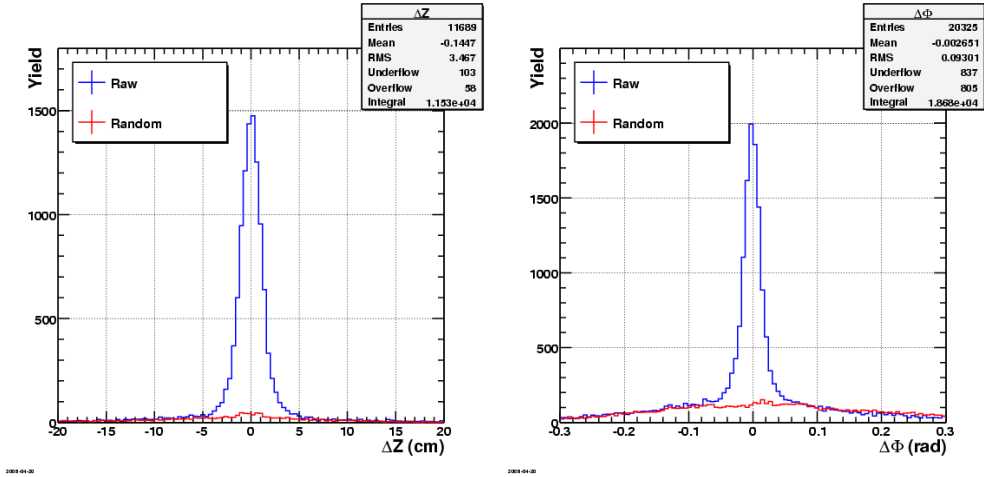 ΔZ
Entries 11689
Mean -0.1447
RMS 3.467
Underflow 103
Overflow 58
Integral 1.153e+04
Yield
Raw
Random
1500
1000
500
0
-20 -15 -10 -5 0 5 10 15 20
ΔZ (cm)
ΔΦ
Entries 20325
Mean -0.002651
RMS 0.09301
Underflow 837
Overflow 805
Integral 1.868e+04
Yield
Raw
Random
2000
1500
1000
500
0
-0.3 -0.2 -0.1 0 0.1 0.2 0.3
ΔΦ (rad)